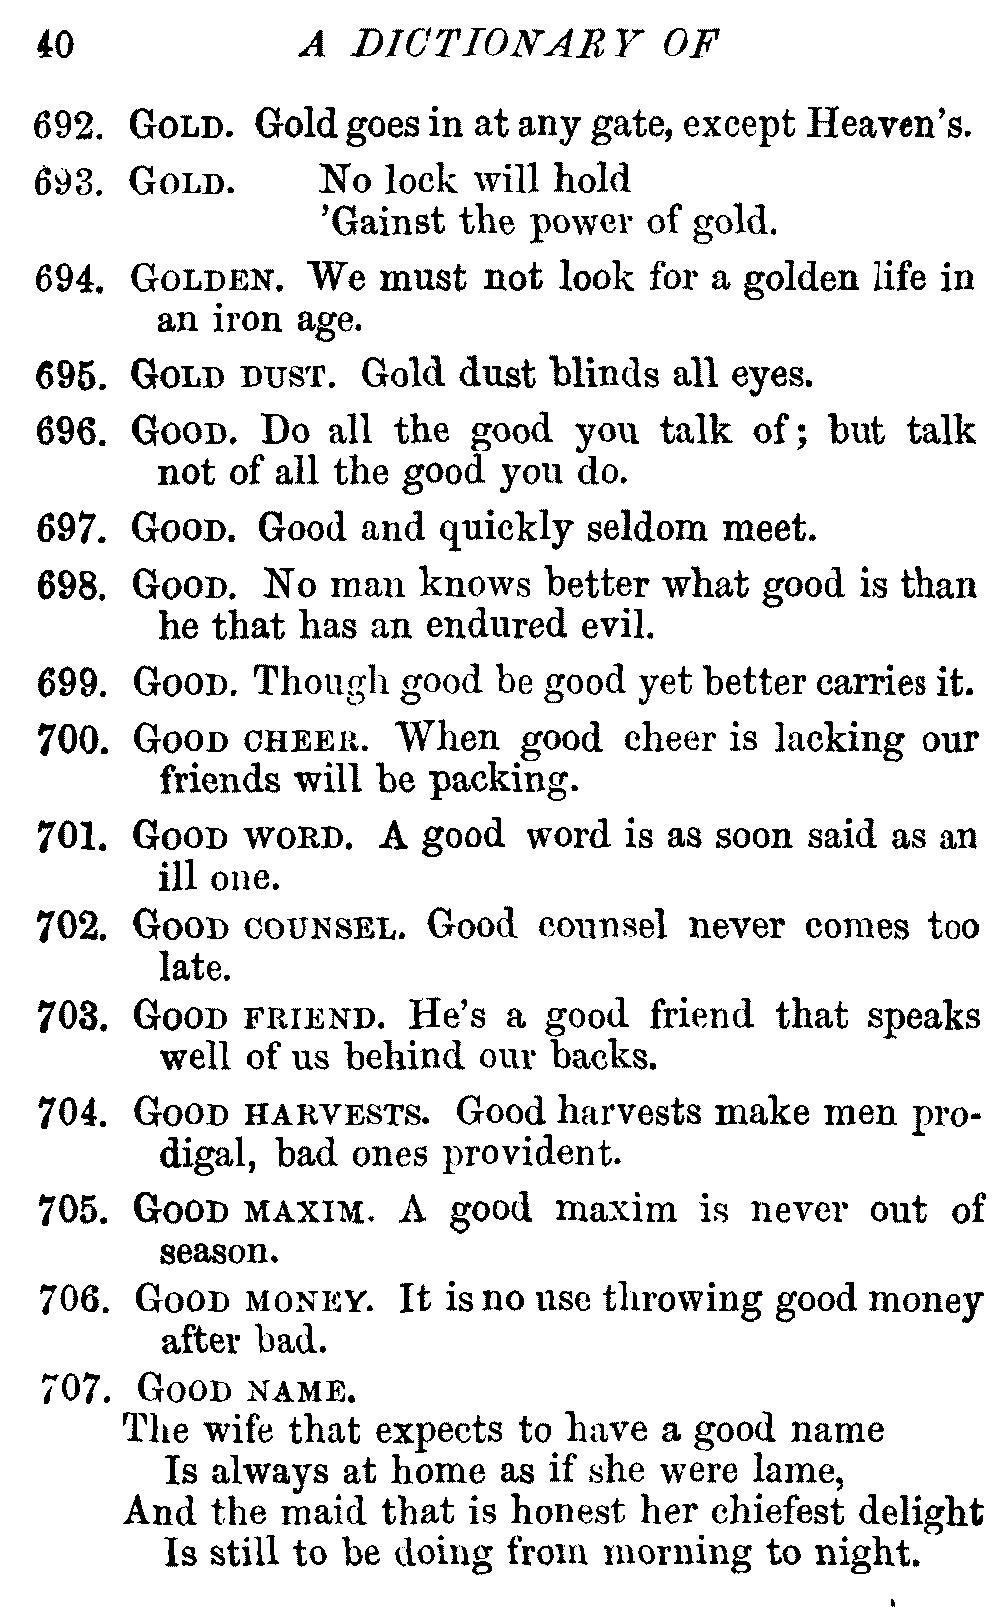 40 A DICTIONARY OF
692. GOLD. Gold goes in at any gate, except Heaven's.
693. GOLD. No lock will hold
'Gainst the power of gold.
694. GOLDEN. We must not look for a golden life in
an iron age.
695. GOLD DUST. Gold dust blinds all eyes.
696. GOOD. Do all the good you talk of; but talk
not of all the good you do.
697. GOOD. Good and quickly seldom meet.
698. GOOD. No man knows better what good is than
he that has an endured evil.
699. GOOD. Though good be good yet better carries it.
700. GOOD CHEER. When good cheer is lacking our
friends will be packing.
701. GOOD WORD. A good word is as soon said as an
ill one.
702. GOOD COUNSEL. Good counsel never comes too
late.
703. GOOD FRIEND. He's a good friend that speaks
well of us behind our backs.
704. GOOD HARVESTS. Good harvests make men pro-
digal, bad ones provident.
705. GOOD MAXIM. A good maxim is never out of
season.
706. GOOD MONEY. It is no use throwing good money
after bad.
707. GOOD NAME.
The wife that expects to have a good name
Is always at home as if she were lame,
And the maid that is honest her chiefest delight
Is still to be doing from morning to night.